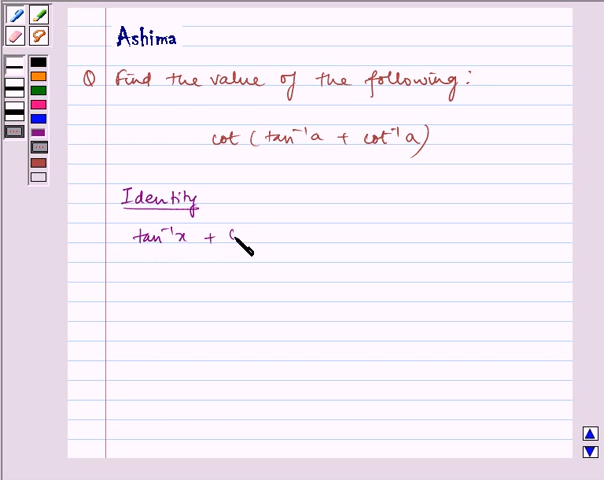 Ashima
Q Find the value of the following:
cot (tan⁻¹a + cot⁻¹a)
Identity
tan⁻¹x + c